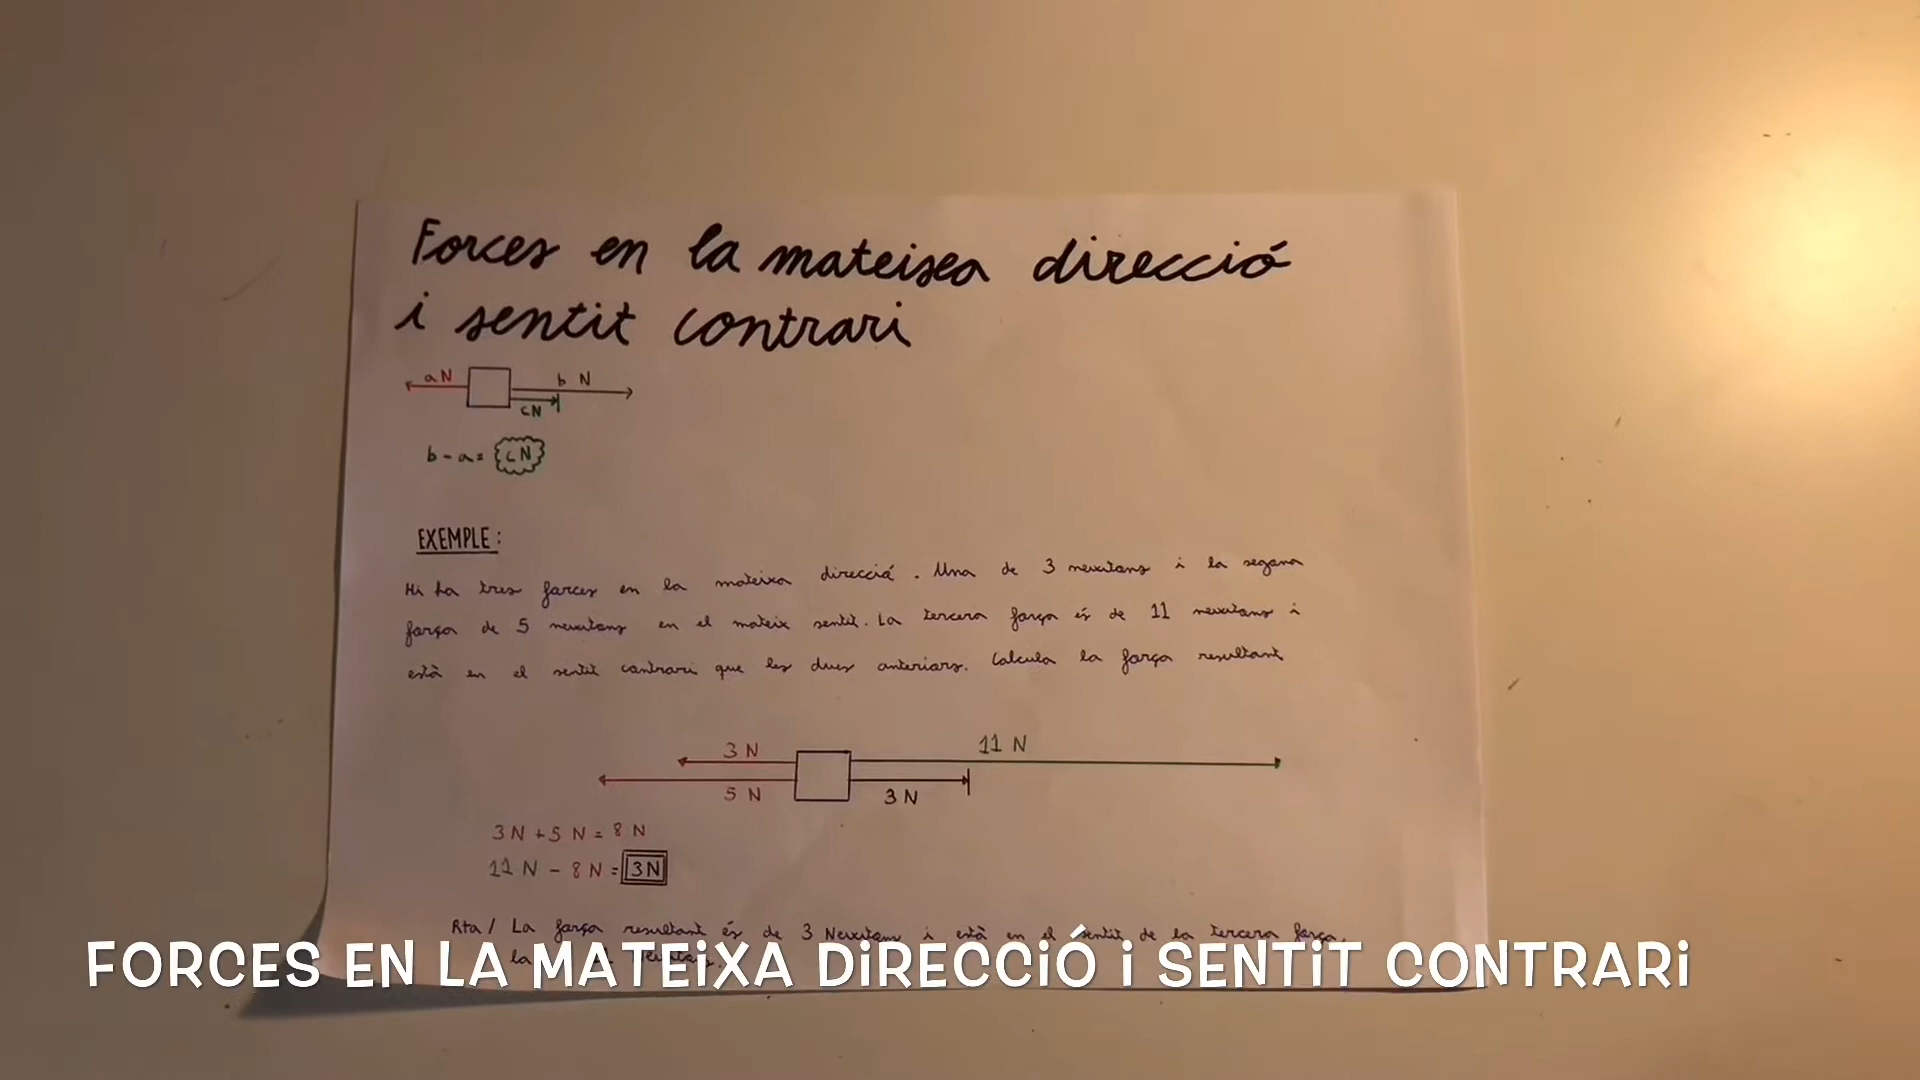 Forces en la mateixa direcció
i sentit contrari
aN
b N
cN
b - a = cN
EXEMPLE:
Hi ha tres forces en la mateixa direcció. Una de 3 newtons i la segona
força de 5 newtons en el mateix sentit. La tercera força és de 11 newtons i
està en el sentit contrari que les dues anteriors. Calcula la força resultant
3 N
11 N
5 N
3 N
3 N + 5 N = 8 N
11 N - 8 N = 3N
Rta/ La força resultant és de 3 Newtons i està en el sentit de la tercera força,
la
FORCES EN LA MATEIXA DIRECCIÓ I SENTIT CONTRARI